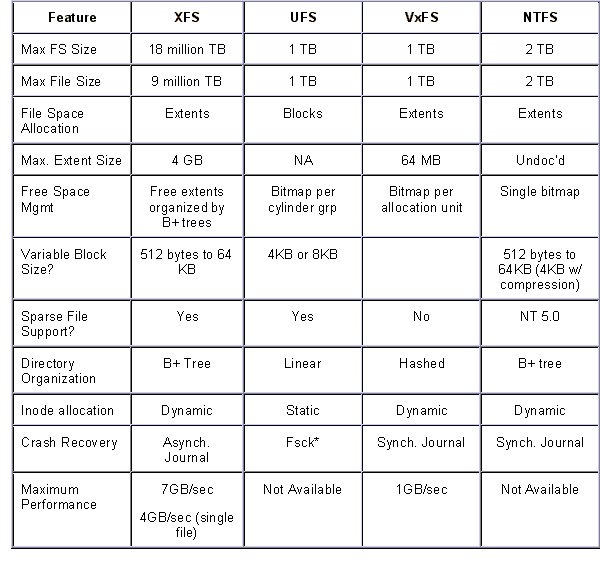 Feature XFS UFS VxFS NTFS
Max FS Size 18 million TB 1 TB 1 TB 2 TB
Max File Size 9 million TB 1 TB 1 TB 2 TB
File Space Allocation Extents Blocks Extents Extents
Max. Extent Size 4 GB NA 64 MB Undoc'd
Free Space Mgmt Free extents organized by B+ trees Bitmap per cylinder grp Bitmap per allocation unit Single bitmap
Variable Block Size? 512 bytes to 64 KB 4KB or 8KB 512 bytes to 64KB (4KB w/ compression)
Sparse File Support? Yes Yes No NT 5.0
Directory Organization B+ Tree Linear Hashed B+ tree
Inode allocation Dynamic Static Dynamic Dynamic
Crash Recovery Asynch. Journal Fsck* Synch. Journal Synch. Journal
Maximum Performance 7GB/sec 4GB/sec (single file) Not Available 1GB/sec Not Available